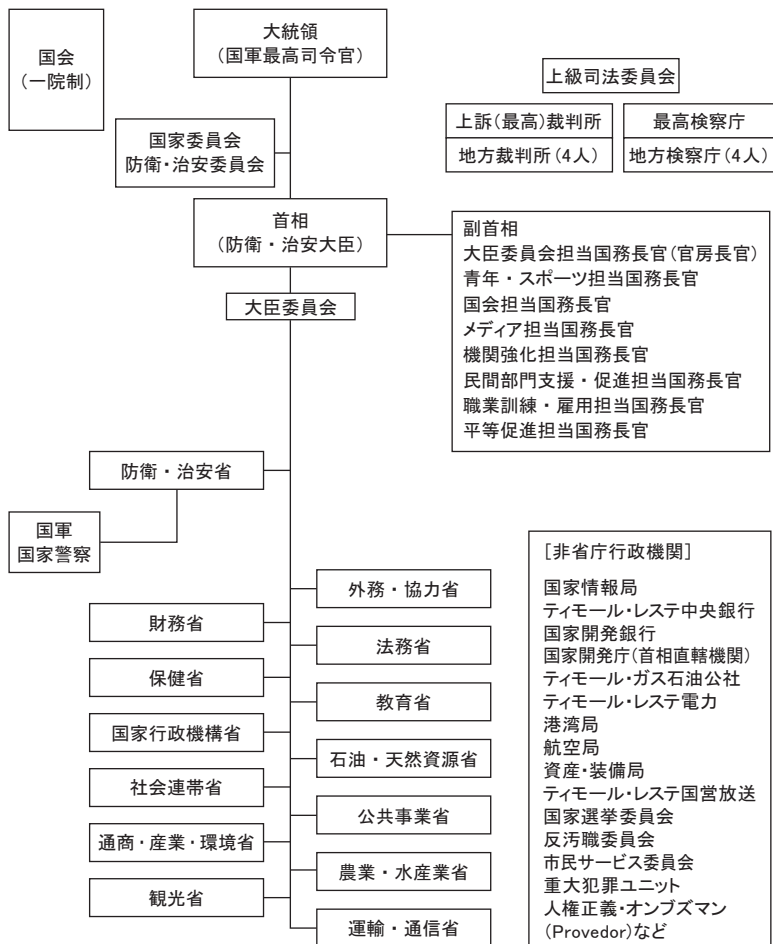 国会
(一院制)
大統領
(国軍最高司令官)
上級司法委員会
上訴(最高)裁判所
最高検察庁
地方裁判所(4人)
地方検察庁(4人)
国家委員会
防衛・治安委員会
首相
(防衛・治安大臣)
副首相
大臣委員会担当国務長官(官房長官)
青年・スポーツ担当国務長官
国会担当国務長官
メディア担当国務長官
機関強化担当国務長官
民間部門支援・促進担当国務長官
職業訓練・雇用担当国務長官
平等促進担当国務長官
大臣委員会
防衛・治安省
国軍
国家警察
外務・協力省
財務省
法務省
保健省
教育省
国家行政機構省
石油・天然資源省
社会連帯省
公共事業省
通商・産業・環境省
農業・水産業省
観光省
運輸・通信省
[非省庁行政機関]
国家情報局
ティモール・レステ中央銀行
国家開発銀行
国家開発庁(首相直轄機関)
ティモール・ガス石油公社
ティモール・レステ電力
港湾局
航空局
資産・装備局
ティモール・レステ国営放送
国家選挙委員会
反汚職委員会
市民サービス委員会
重大犯罪ユニット
人権正義・オンブズマン
(Provedor)など